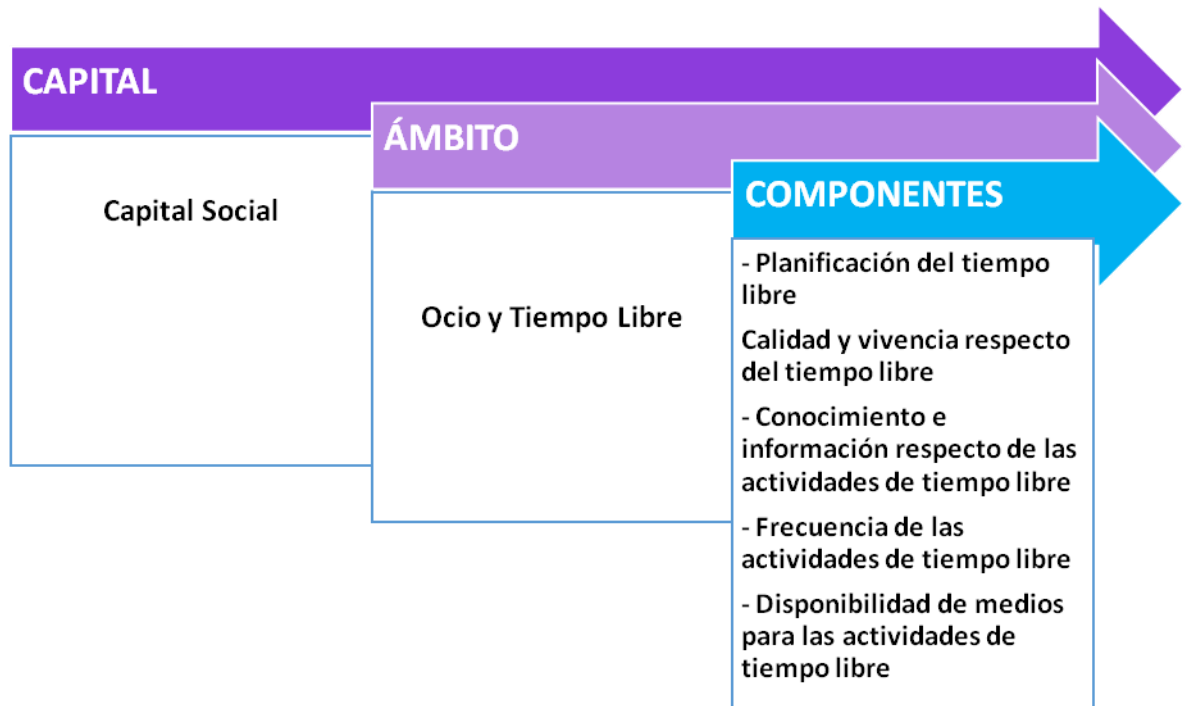 CAPITAL
Capital Social
ÁMBITO
Ocio y Tiempo Libre
COMPONENTES
- Planificación del tiempo
libre
Calidad y vivencia respecto
del tiempo libre
- Conocimiento e
información respecto de las
actividades de tiempo libre
- Frecuencia de las
actividades de tiempo libre
- Disponibilidad de medios
para las actividades de
tiempo libre